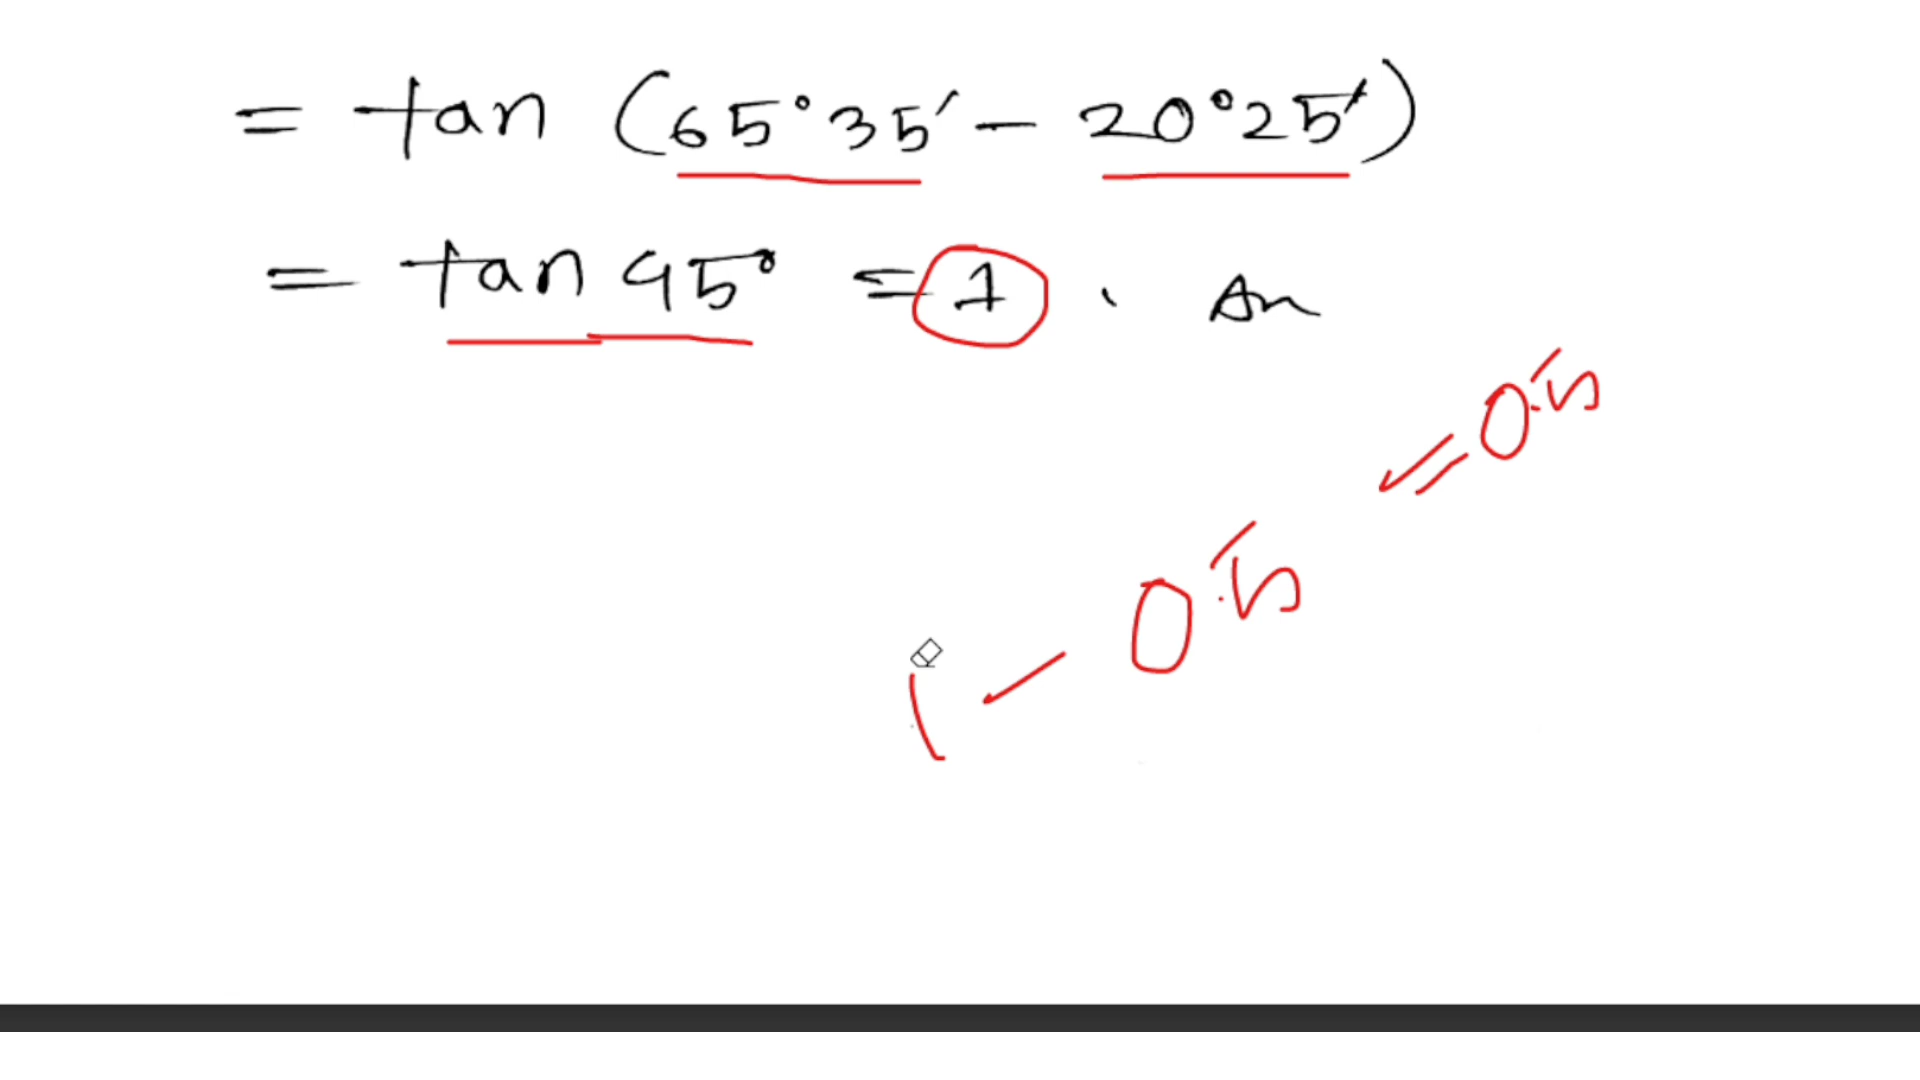 = tan (65°35′ − 20°25′)
= tan 45° = 1 . An
1 − 0.5 = 0.5